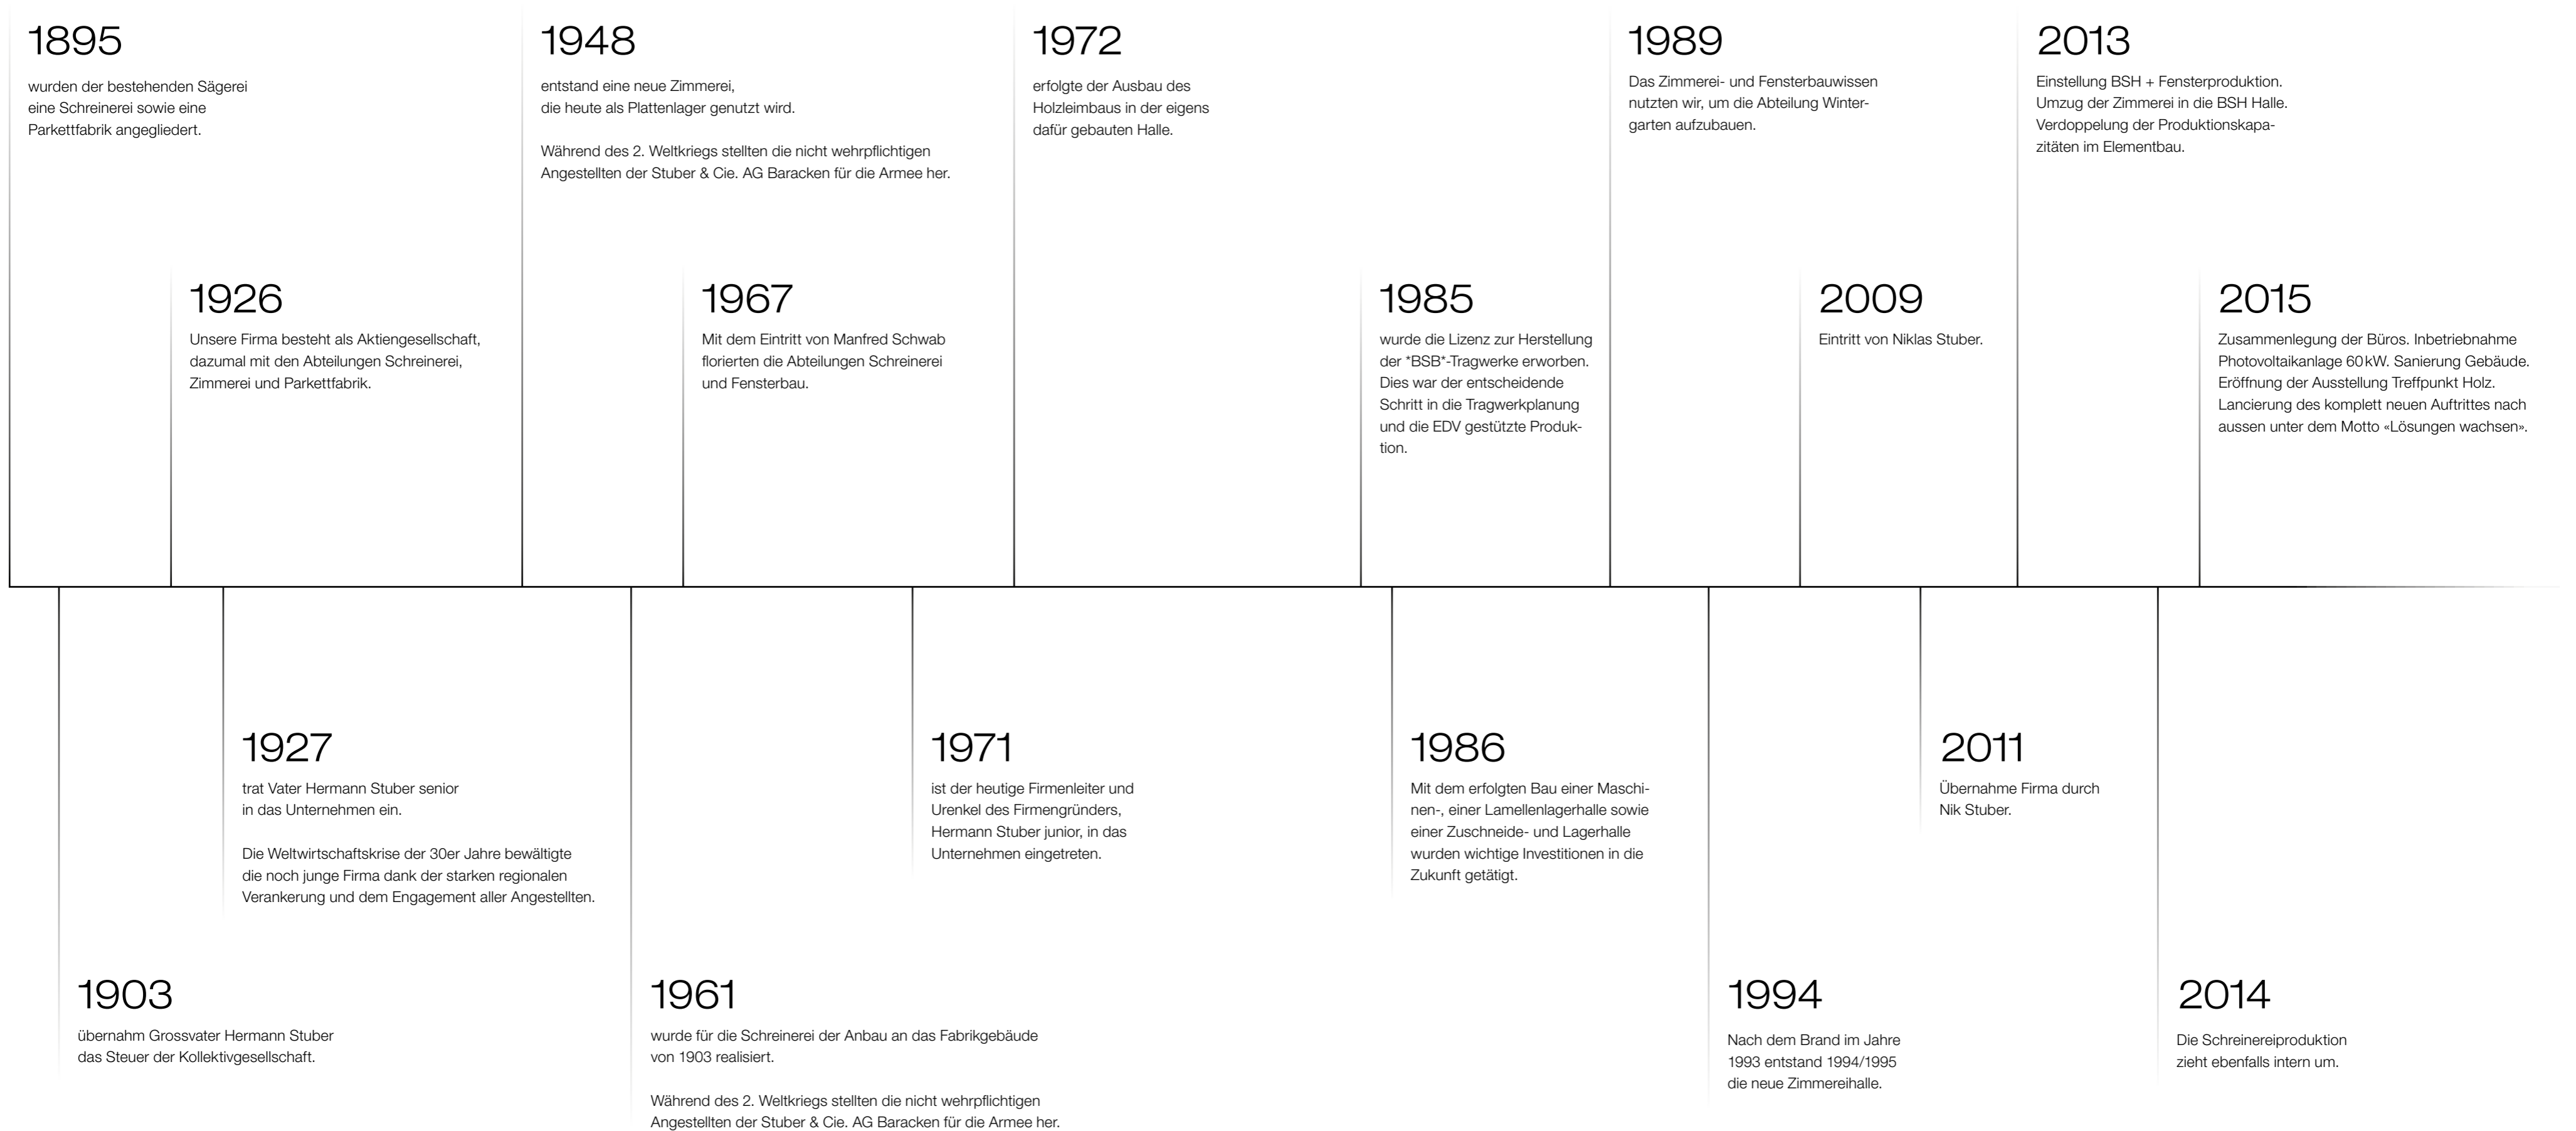 1895
wurden der bestehenden Sägerei
eine Schreinerei sowie eine
Parkettfabrik angegliedert.
1948
entstand eine neue Zimmerei,
die heute als Plattenlager genutzt wird.
Während des 2. Weltkriegs stellten die nicht wehrpflichtigen
Angestellten der Stuber & Cie. AG Baracken für die Armee her.
1972
erfolgte der Ausbau des
Holzleimbaus in der eigens
dafür gebauten Halle.
1989
Das Zimmerei- und Fensterbauwissen
nutzten wir, um die Abteilung Winter-
garten aufzubauen.
2013
Einstellung BSH + Fensterproduktion.
Umzug der Zimmerei in die BSH Halle.
Verdoppelung der Produktionskapa-
zitäten im Elementbau.
1926
Unsere Firma besteht als Aktiengesellschaft,
dazumal mit den Abteilungen Schreinerei,
Zimmerei und Parkettfabrik.
1967
Mit dem Eintritt von Manfred Schwab
florierten die Abteilungen Schreinerei
und Fensterbau.
1985
wurde die Lizenz zur Herstellung
der *BSB*-Tragwerke erworben.
Dies war der entscheidende
Schritt in die Tragwerkplanung
und die EDV gestützte Produk-
tion.
2009
Eintritt von Niklas Stuber.
2015
Zusammenlegung der Büros. Inbetriebnahme
Photovoltaikanlage 60 kW. Sanierung Gebäude.
Eröffnung der Ausstellung Treffpunkt Holz.
Lancierung des komplett neuen Auftrittes nach
aussen unter dem Motto «Lösungen wachsen».
1927
trat Vater Hermann Stuber senior
in das Unternehmen ein.
Die Weltwirtschaftskrise der 30er Jahre bewältigte
die noch junge Firma dank der starken regionalen
Verankerung und dem Engagement aller Angestellten.
1971
ist der heutige Firmenleiter und
Urenkel des Firmengründers,
Hermann Stuber junior, in das
Unternehmen eingetreten.
1986
Mit dem erfolgten Bau einer Maschi-
nen-, einer Lamellenlagerhalle sowie
einer Zuschneide- und Lagerhalle
wurden wichtige Investitionen in die
Zukunft getätigt.
2011
Übernahme Firma durch
Nik Stuber.
1903
übernahm Grossvater Hermann Stuber
das Steuer der Kollektivgesellschaft.
1961
wurde für die Schreinerei der Anbau an das Fabrikgebäude
von 1903 realisiert.
Während des 2. Weltkriegs stellten die nicht wehrpflichtigen
Angestellten der Stuber & Cie. AG Baracken für die Armee her.
1994
Nach dem Brand im Jahre
1993 entstand 1994/1995
die neue Zimmereihalle.
2014
Die Schreinereiproduktion
zieht ebenfalls intern um.